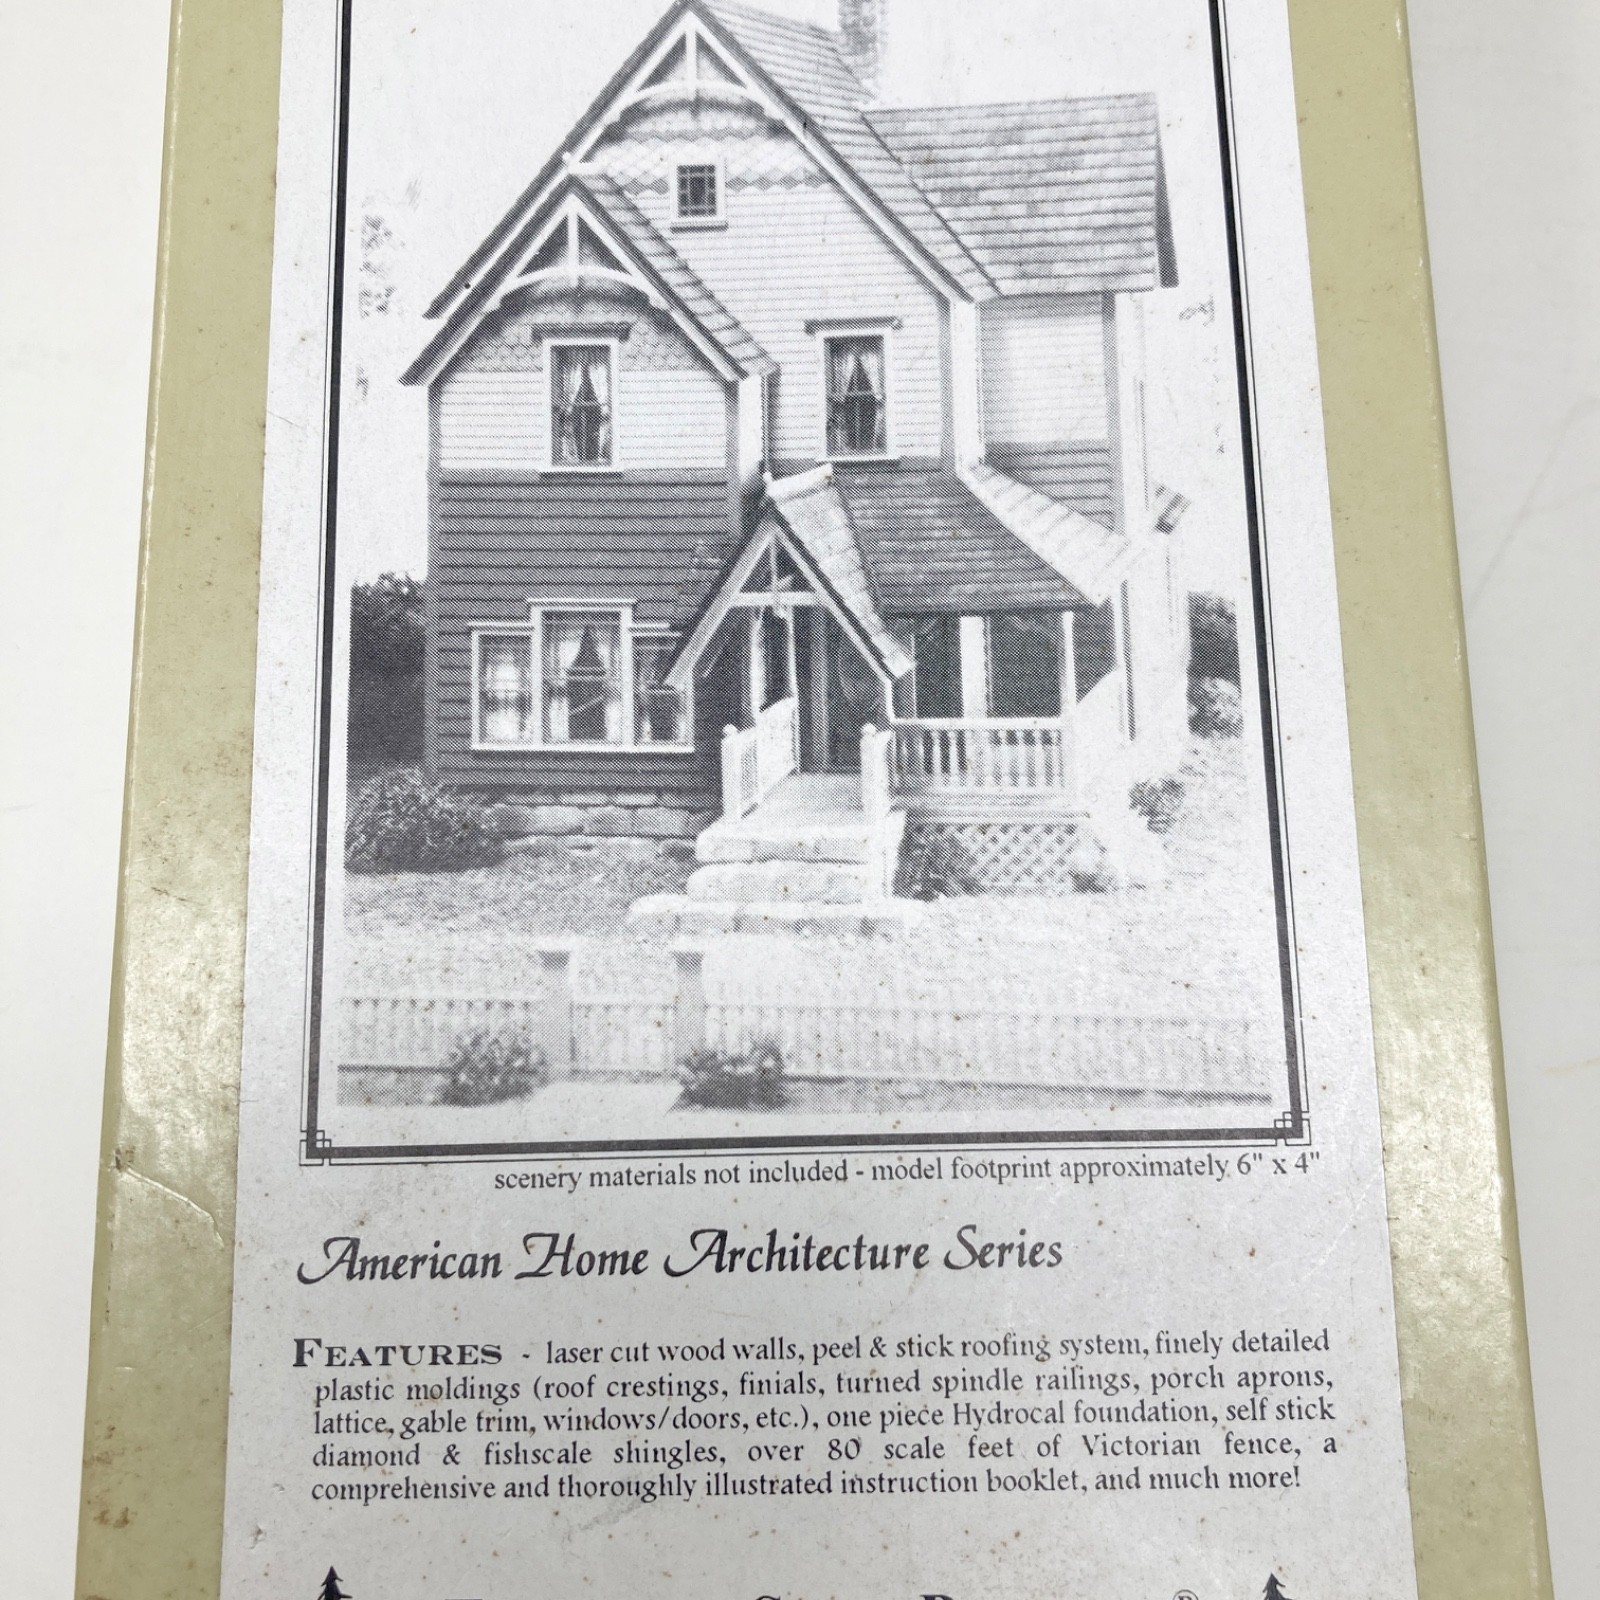 scenery materials not included - model footprint approximately 6" x 4"
American Home Architecture Series
FEATURES - laser cut wood walls, peel & stick roofing system, finely detailed
plastic moldings (roof crestings, finials, turned spindle railings, porch aprons,
lattice, gable trim, windows/doors, etc.), one piece Hydrocal foundation, self stick
diamond & fishscale shingles, over 80 scale feet of Victorian fence, a
comprehensive and thoroughly illustrated instruction booklet, and much more!